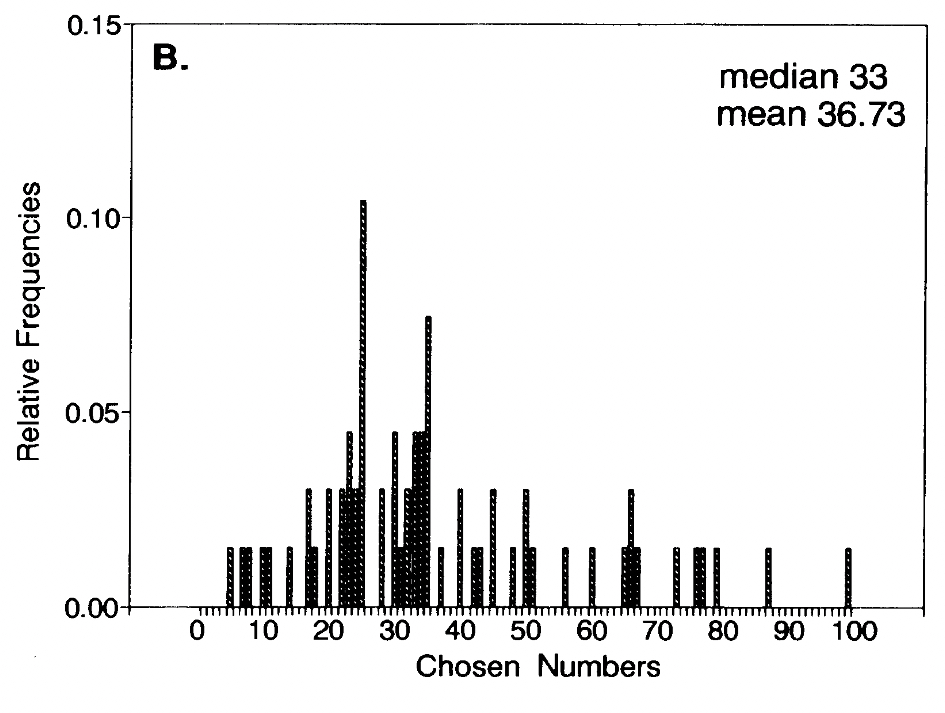 B.
median 33
mean 36.73
Relative Frequencies
0.15
0.10
0.05
0.00
0 10 20 30 40 50 60 70 80 90 100
Chosen Numbers